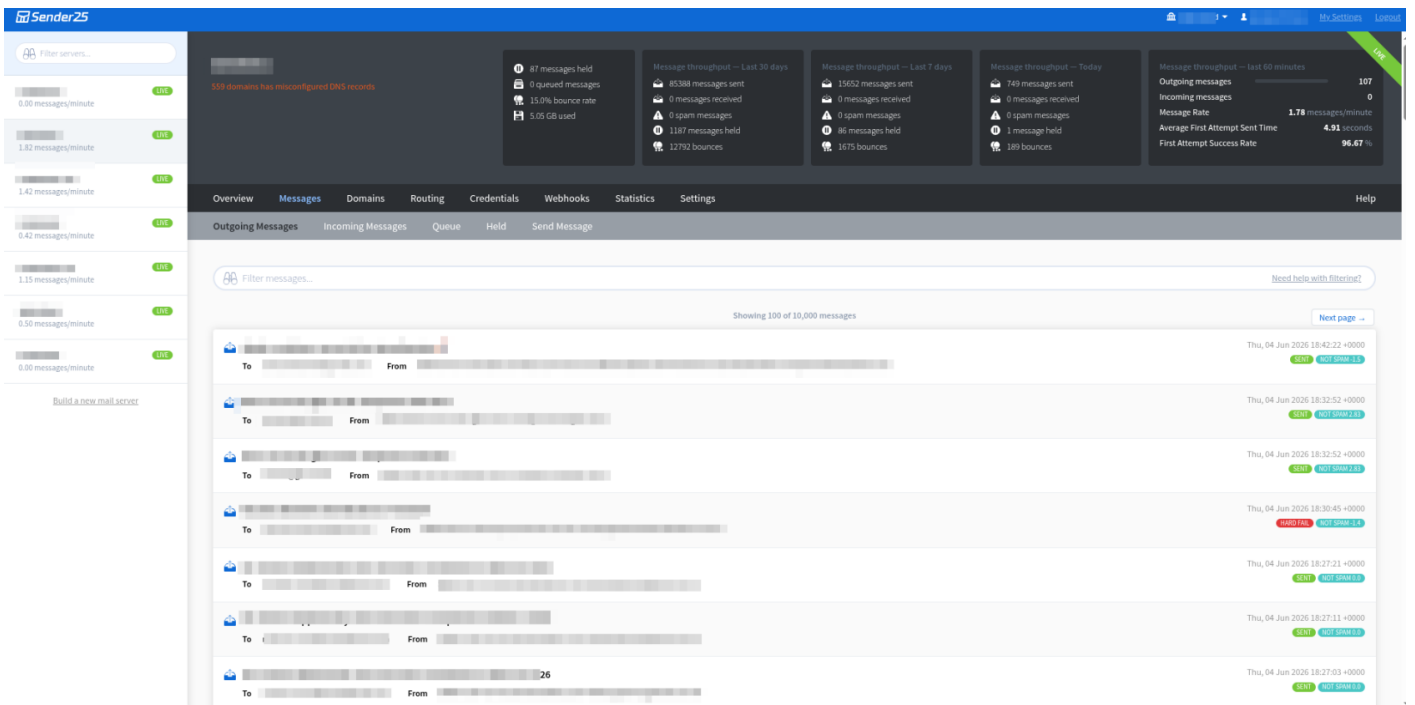 Sender25
My Settings Logout
Filter servers...
LIVE
0.00 messages/minute
LIVE
1.82 messages/minute
LIVE
1.42 messages/minute
LIVE
0.42 messages/minute
LIVE
1.15 messages/minute
LIVE
0.50 messages/minute
LIVE
0.00 messages/minute
Build a new mail server
559 domains has misconfigured DNS records
87 messages held
0 queued messages
15.0% bounce rate
5.05 GB used
Message throughput — Last 30 days
85388 messages sent
0 messages received
0 spam messages
1187 messages held
12792 bounces
Message throughput — Last 7 days
15652 messages sent
0 messages received
0 spam messages
86 messages held
1675 bounces
Message throughput — Today
749 messages sent
0 messages received
0 spam messages
1 message held
189 bounces
Message throughput — last 60 minutes
Outgoing messages 107
Incoming messages 0
Message Rate 1.78 messages/minute
Average First Attempt Sent Time 4.91 seconds
First Attempt Success Rate 96.67 %
LIVE
Overview Messages Domains Routing Credentials Webhooks Statistics Settings Help
Outgoing Messages Incoming Messages Queue Held Send Message
Filter messages... Need help with filtering?
Showing 100 of 10,000 messages
Next page →
Thu, 04 Jun 2026 18:42:22 +0000
To From SENT NOT SPAM -1.5
Thu, 04 Jun 2026 18:32:52 +0000
To From SENT NOT SPAM 2.83
Thu, 04 Jun 2026 18:32:52 +0000
To From SENT NOT SPAM 2.83
Thu, 04 Jun 2026 18:30:45 +0000
To From HARD FAIL NOT SPAM -1.4
Thu, 04 Jun 2026 18:27:21 +0000
To From SENT NOT SPAM 0.0
Thu, 04 Jun 2026 18:27:11 +0000
To From SENT NOT SPAM 0.0
26 Thu, 04 Jun 2026 18:27:03 +0000
To From SENT NOT SPAM 0.0